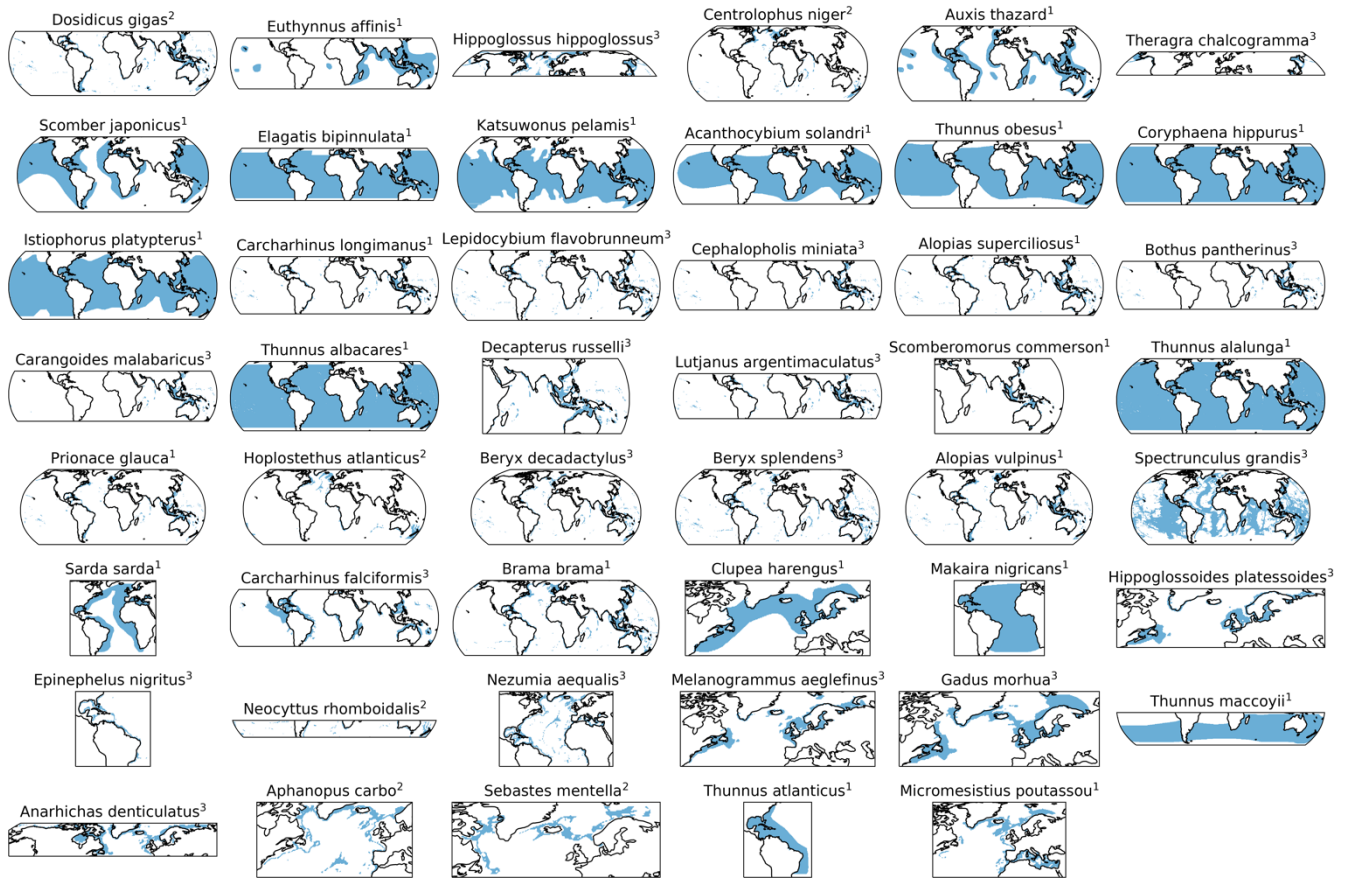 Dosidicus gigas²
Euthynnus affinis¹
Hippoglossus hippoglossus³
Centrolophus niger²
Auxis thazard¹
Theragra chalcogramma³
Scomber japonicus¹
Elagatis bipinnulata¹
Katsuwonus pelamis¹
Acanthocybium solandri¹
Thunnus obesus¹
Coryphaena hippurus¹
Istiophorus platypterus¹
Carcharhinus longimanus¹
Lepidocybium flavobrunneum³
Cephalopholis miniata³
Alopias superciliosus¹
Bothus pantherinus³
Carangoides malabaricus³
Thunnus albacares¹
Decapterus russelli³
Lutjanus argentimaculatus³
Scomberomorus commerson¹
Thunnus alalunga¹
Prionace glauca¹
Hoplostethus atlanticus²
Beryx decadactylus³
Beryx splendens³
Alopias vulpinus¹
Spectrunculus grandis³
Sarda sarda¹
Carcharhinus falciformis³
Brama brama¹
Clupea harengus¹
Makaira nigricans¹
Hippoglossoides platessoides³
Epinephelus nigritus³
Neocyttus rhomboidalis²
Nezumia aequalis³
Melanogrammus aeglefinus³
Gadus morhua³
Thunnus maccoyii¹
Anarhichas denticulatus³
Aphanopus carbo²
Sebastes mentella²
Thunnus atlanticus¹
Micromesistius poutassou¹